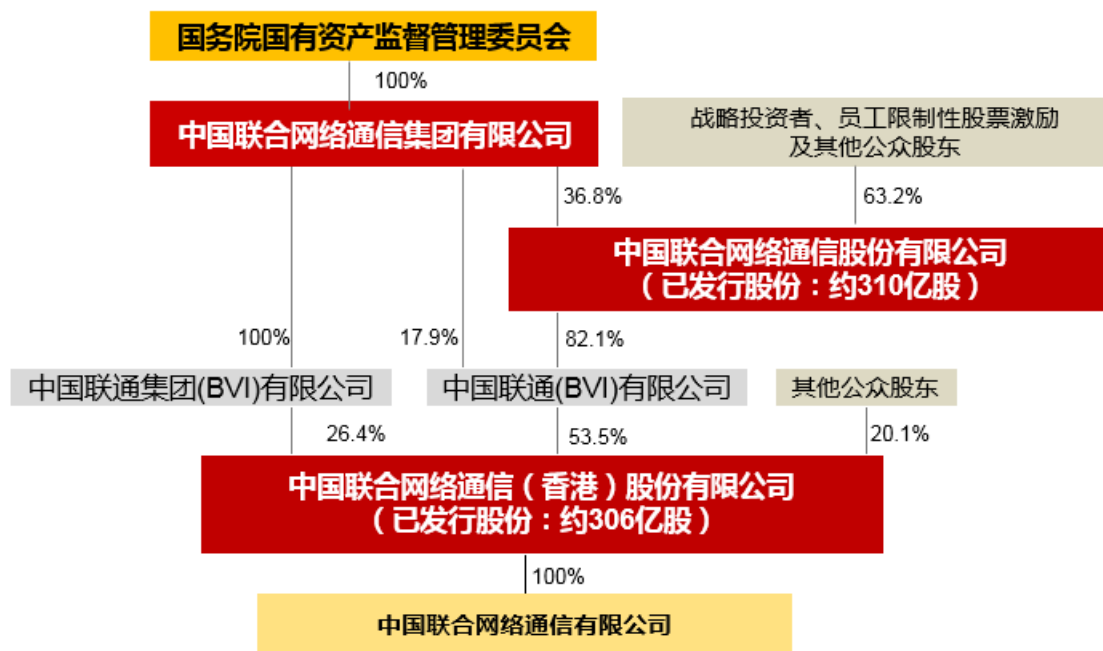 国务院国有资产监督管理委员会
100%
中国联合网络通信集团有限公司
战略投资者、员工限制性股票激励
及其他公众股东
36.8%
63.2%
中国联合网络通信股份有限公司
（已发行股份：约310亿股）
100%
17.9%
82.1%
中国联通集团(BVI)有限公司
中国联通(BVI)有限公司
其他公众股东
26.4%
53.5%
20.1%
中国联合网络通信（香港）股份有限公司
（已发行股份：约306亿股）
100%
中国联合网络通信有限公司